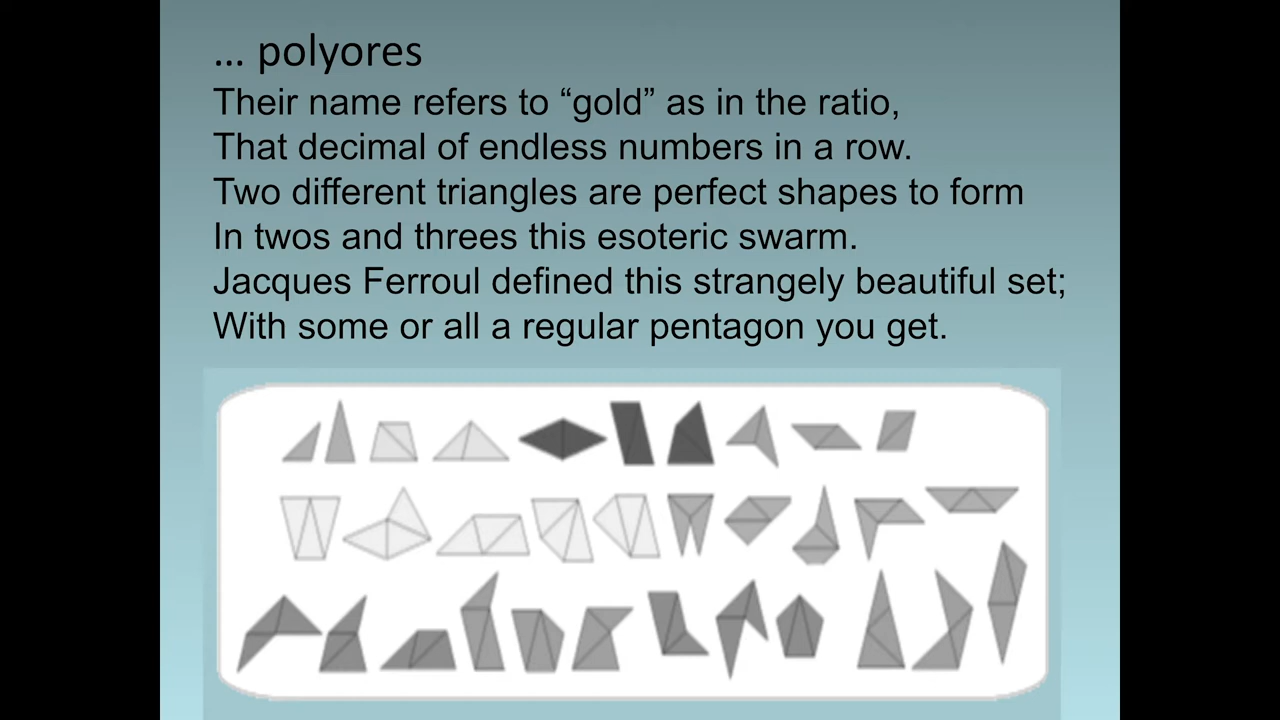 ... polyores
Their name refers to “gold” as in the ratio,
That decimal of endless numbers in a row.
Two different triangles are perfect shapes to form
In twos and threes this esoteric swarm.
Jacques Ferroul defined this strangely beautiful set;
With some or all a regular pentagon you get.